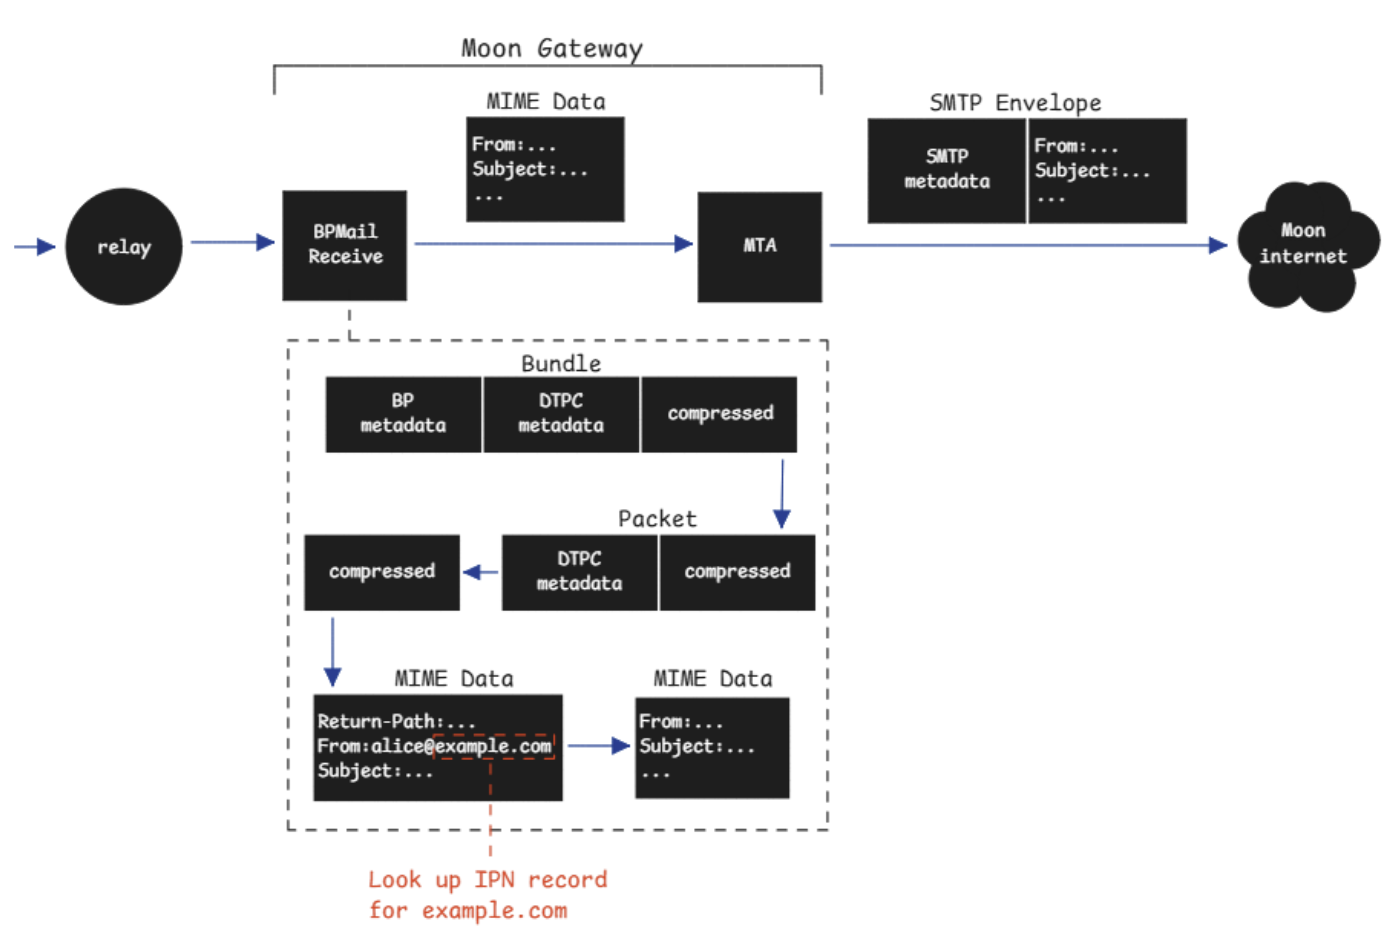 Moon Gateway
MIME Data
From:...
Subject:...
...
SMTP Envelope
SMTP
metadata
From:...
Subject:...
...
relay
BPMail
Receive
MTA
Moon
internet
Bundle
BP
metadata
DTPC
metadata
compressed
Packet
compressed
DTPC
metadata
compressed
MIME Data
Return-Path:...
From:alice@example.com
Subject:...
MIME Data
From:...
Subject:...
...
Look up IPN record
for example.com